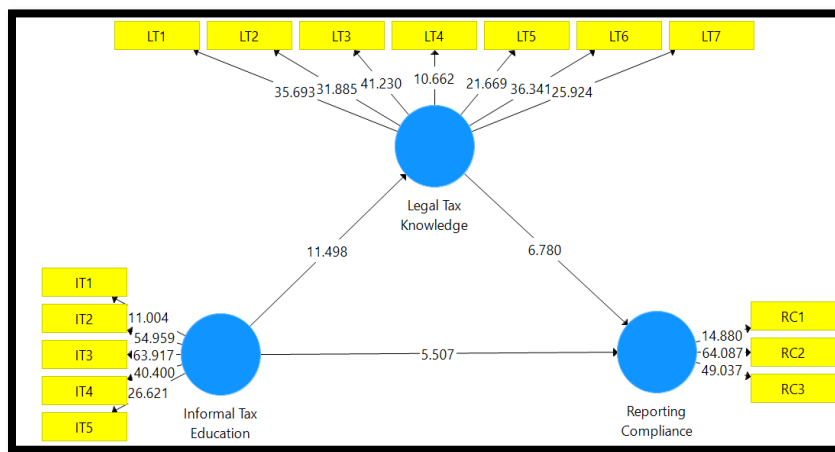 LT1 LT2 LT3 LT4 LT5 LT6 LT7
35.693 31.885 41.230 10.662 21.669 36.341 25.924
Legal Tax
Knowledge
11.498 6.780
IT1
IT2
IT3
IT4
IT5
11.004
54.959
63.917
40.400
26.621
Informal Tax
Education
5.507
14.880
64.087
49.037
RC1
RC2
RC3
Reporting
Compliance